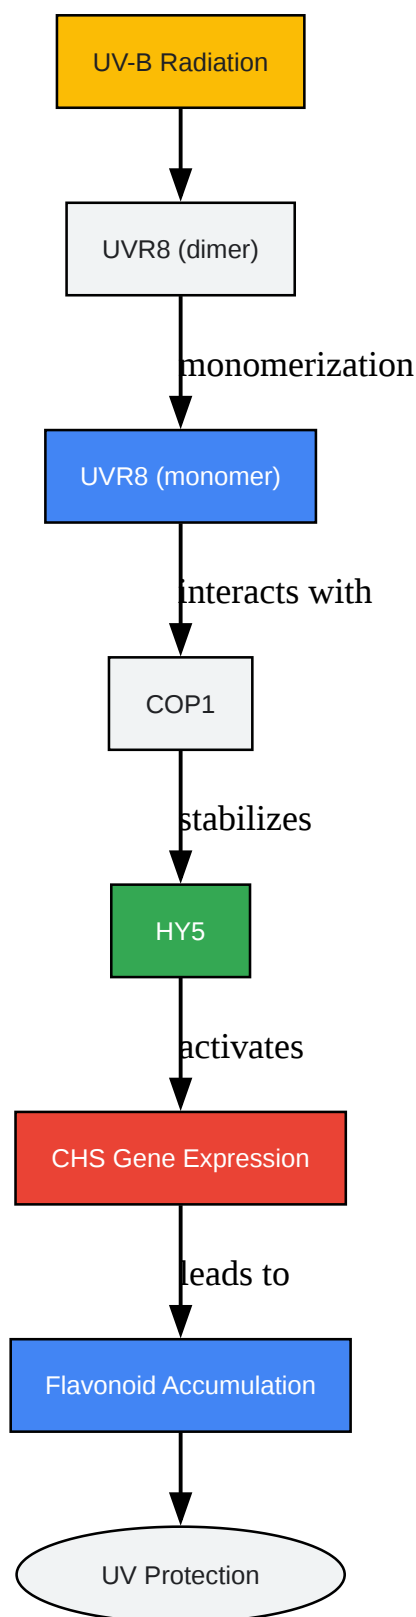 UV-B Radiation
UVR8 (dimer)
monomerization
UVR8 (monomer)
interacts with
COP1
stabilizes
HY5
activates
CHS Gene Expression
leads to
Flavonoid Accumulation
UV Protection